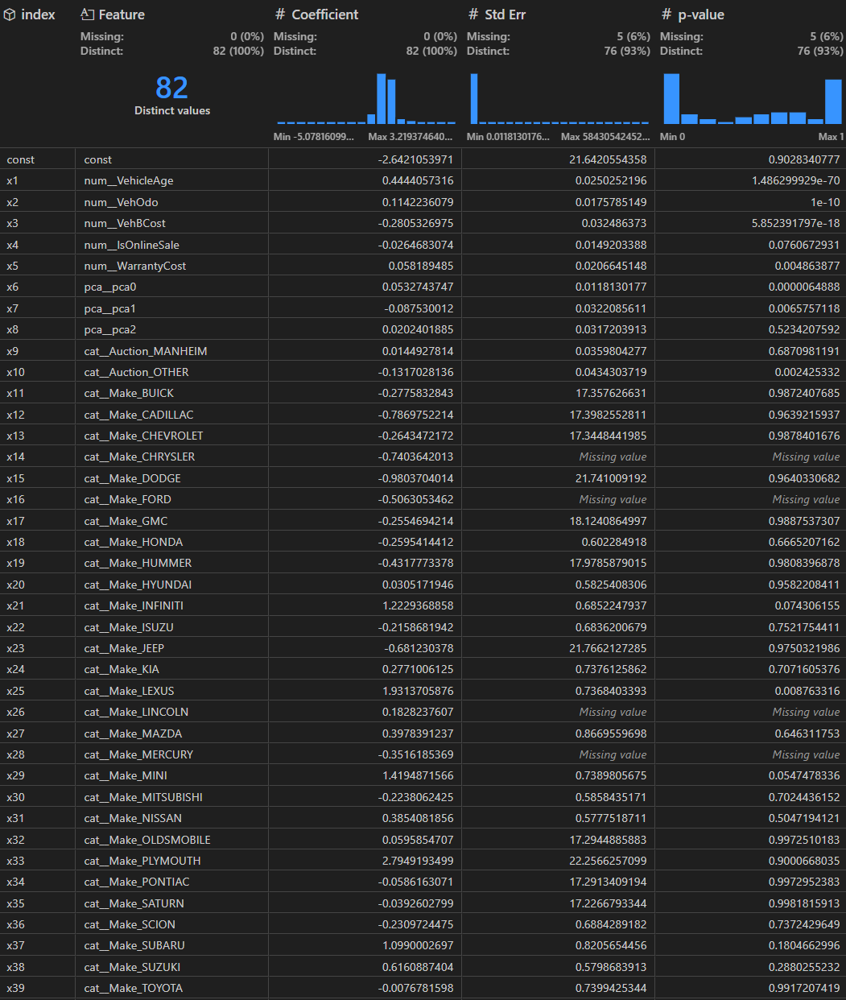 index Feature # Coefficient # Std Err # p-value
Missing: 0 (0%) Missing: 0 (0%) Missing: 5 (6%) Missing: 5 (6%)
Distinct: 82 (100%) Distinct: 82 (100%) Distinct: 76 (93%) Distinct: 76 (93%)
82
Distinct values
Min -5.07816099... Max 3.219374640... Min 0.0118130176... Max 58430542452... Min 0 Max 1
const const -2.6421053971 21.6420554358 0.9028340777
x1 num__VehicleAge 0.4444057316 0.0250252196 1.486299929e-70
x2 num__VehOdo 0.1142236079 0.0175785149 1e-10
x3 num__VehBCost -0.2805326975 0.032486373 5.852391797e-18
x4 num__IsOnlineSale -0.0264683074 0.0149203388 0.0760672931
x5 num__WarrantyCost 0.058189485 0.0206645148 0.004863877
x6 pca__pca0 0.0532743747 0.0118130177 0.0000064888
x7 pca__pca1 -0.087530012 0.0322085611 0.0065757118
x8 pca__pca2 0.0202401885 0.0317203913 0.5234207592
x9 cat__Auction_MANHEIM 0.0144927814 0.0359804277 0.6870981191
x10 cat__Auction_OTHER -0.1317028136 0.0434303719 0.002425332
x11 cat__Make_BUICK -0.2775832843 17.357626631 0.9872407685
x12 cat__Make_CADILLAC -0.7869752214 17.3982552811 0.9639215937
x13 cat__Make_CHEVROLET -0.2643472172 17.3448441985 0.9878401676
x14 cat__Make_CHRYSLER -0.7403642013 Missing value Missing value
x15 cat__Make_DODGE -0.9803704014 21.741009192 0.9640330682
x16 cat__Make_FORD -0.5063053462 Missing value Missing value
x17 cat__Make_GMC -0.2554694214 18.1240864997 0.9887537307
x18 cat__Make_HONDA -0.2595414412 0.602284918 0.6665207162
x19 cat__Make_HUMMER -0.4317773378 17.9785879015 0.9808396878
x20 cat__Make_HYUNDAI 0.0305171946 0.5825408306 0.9582208411
x21 cat__Make_INFINITI 1.2229368858 0.6852247937 0.074306155
x22 cat__Make_ISUZU -0.2158681942 0.6836200679 0.7521754411
x23 cat__Make_JEEP -0.681230378 21.7662127285 0.9750321986
x24 cat__Make_KIA 0.2771006125 0.7376125862 0.7071605376
x25 cat__Make_LEXUS 1.9313705876 0.7368403393 0.008763316
x26 cat__Make_LINCOLN 0.1828237607 Missing value Missing value
x27 cat__Make_MAZDA 0.3978391237 0.8669559698 0.646311753
x28 cat__Make_MERCURY -0.3516185369 Missing value Missing value
x29 cat__Make_MINI 1.4194871566 0.7389805675 0.0547478336
x30 cat__Make_MITSUBISHI -0.2238062425 0.5858435171 0.7024436152
x31 cat__Make_NISSAN 0.3854081856 0.5777518711 0.5047194121
x32 cat__Make_OLDSMOBILE 0.0595854707 17.2944885883 0.9972510183
x33 cat__Make_PLYMOUTH 2.7949193499 22.2566257099 0.9000668035
x34 cat__Make_PONTIAC -0.0586163071 17.2913409194 0.9972952383
x35 cat__Make_SATURN -0.0392602799 17.2266793344 0.9981815913
x36 cat__Make_SCION -0.2309724475 0.6884289182 0.7372429649
x37 cat__Make_SUBARU 1.0990002697 0.8205654456 0.1804662996
x38 cat__Make_SUZUKI 0.6160887404 0.5798683913 0.2880255232
x39 cat__Make_TOYOTA -0.0076781598 0.7399425344 0.9917207419